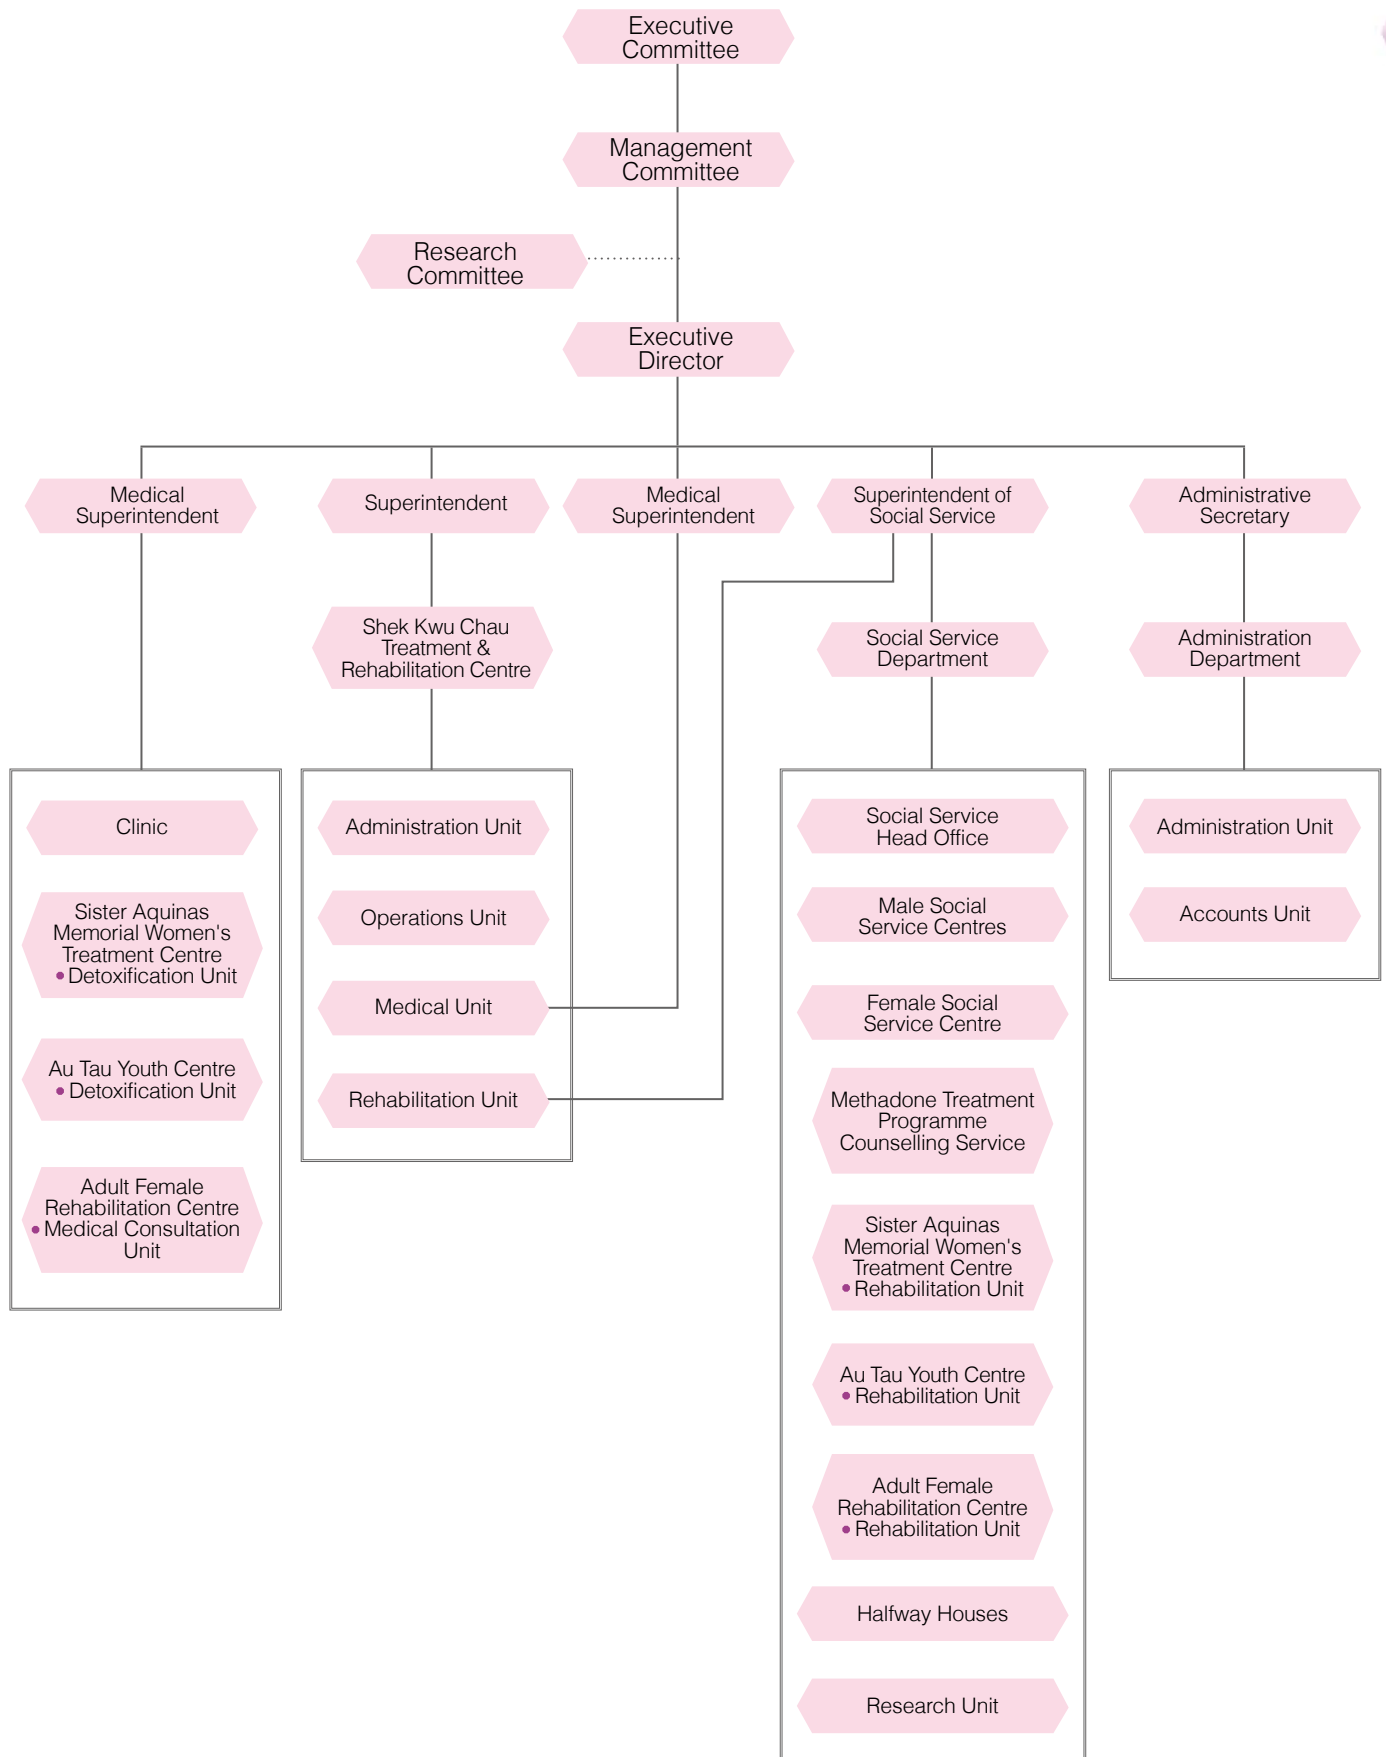 Executive
Committee
Management
Committee
Research
Committee
Executive
Director
Medical
Superintendent
Superintendent
Medical
Superintendent
Superintendent of
Social Service
Administrative
Secretary
Shek Kwu Chau
Treatment &
Rehabilitation Centre
Social Service
Department
Administration
Department
Clinic
Sister Aquinas
Memorial Women's
Treatment Centre
• Detoxification Unit
Au Tau Youth Centre
• Detoxification Unit
Adult Female
Rehabilitation Centre
• Medical Consultation
Unit
Administration Unit
Operations Unit
Medical Unit
Rehabilitation Unit
Social Service
Head Office
Male Social
Service Centres
Female Social
Service Centre
Methadone Treatment
Programme
Counselling Service
Sister Aquinas
Memorial Women's
Treatment Centre
• Rehabilitation Unit
Au Tau Youth Centre
• Rehabilitation Unit
Adult Female
Rehabilitation Centre
• Rehabilitation Unit
Halfway Houses
Research Unit
Administration Unit
Accounts Unit